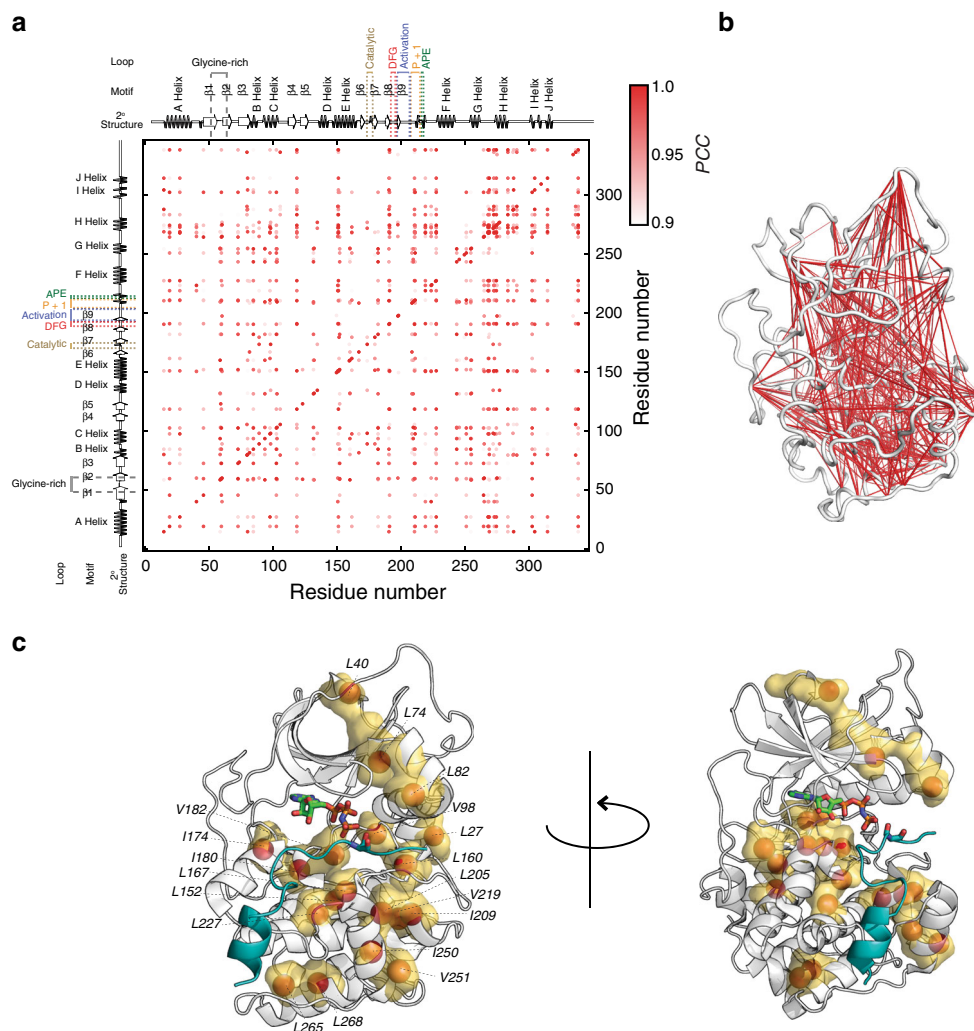 a
b
Loop
Motif
2º
Structure
Glycine-rich
Catalytic
DFG
Activation
P + 1
APE
A Helix
β1
β2
β3
B Helix
C Helix
β4
β5
D Helix
E Helix
β6
β7
β8
β9
F Helix
G Helix
H Helix
I Helix
J Helix
1.0
0.95
0.9
PCC
J Helix
I Helix
H Helix
G Helix
F Helix
APE
P + 1
Activation
β9
DFG
β8
β7
Catalytic
β6
E Helix
D Helix
β5
β4
C Helix
B Helix
β3
Glycine-rich
β2
β1
A Helix
Loop
Motif
2º
Structure
300
250
200
150
100
50
0
Residue number
0
50
100
150
200
250
300
Residue number
c
L40
L74
L82
V182
V98
I174
L27
I180
L160
L167
L205
L152
V219
L227
I209
I250
V251
L265
L268